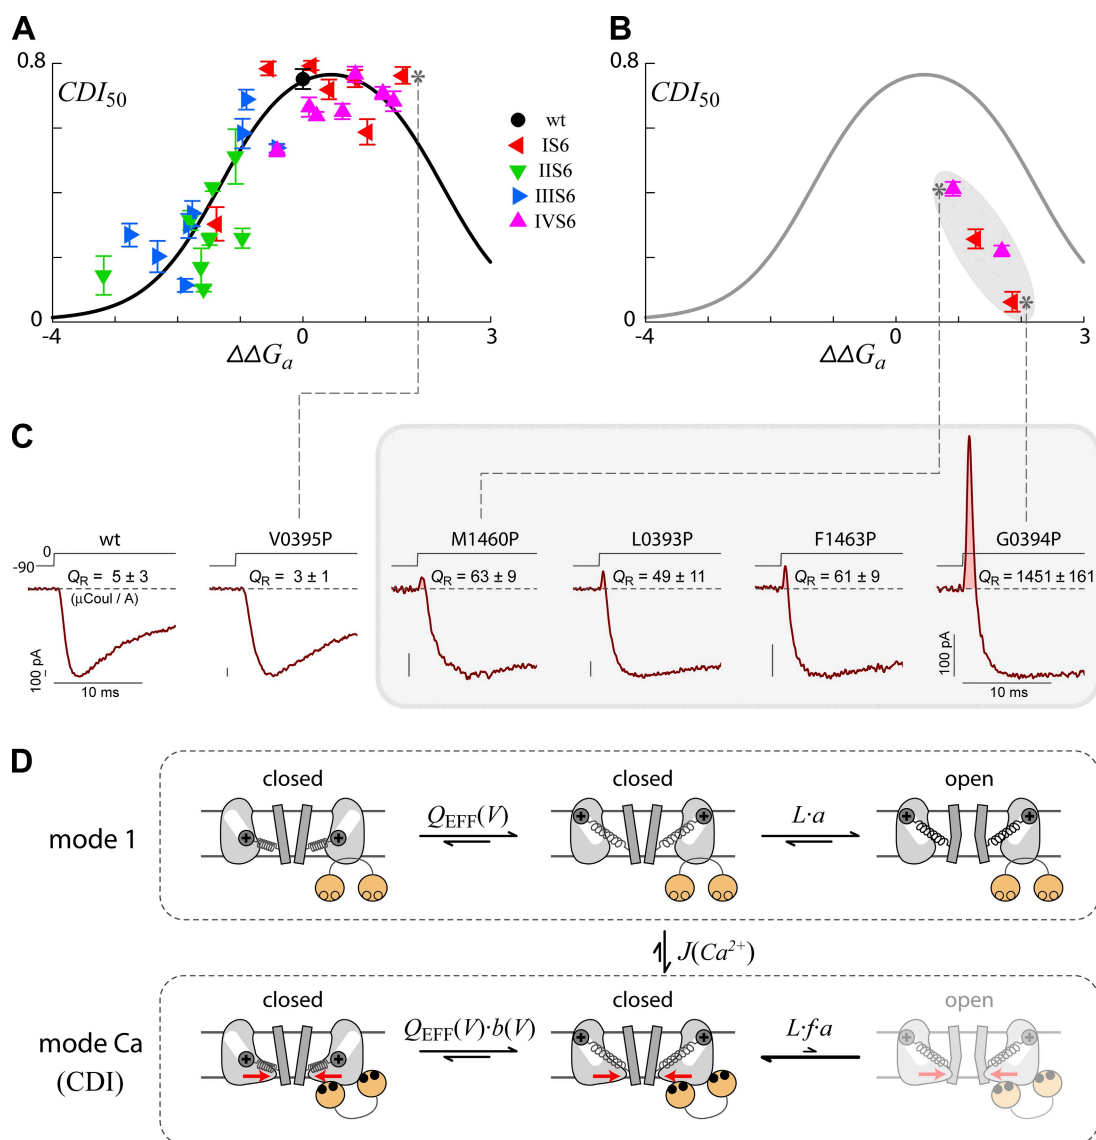 A
B
0.8
CDI50
0
-4
-2
0
3
ΔΔGa
wt
IS6
IIS6
IIIS6
IVS6
0.8
CDI50
0
-4
-2
0
2
3
ΔΔGa
C
wt
V0395P
M1460P
L0393P
F1463P
G0394P
0
-90
QR = 5 ± 3
(μCoul / A)
QR = 3 ± 1
QR = 63 ± 9
QR = 49 ± 11
QR = 61 ± 9
QR = 1451 ± 161
100 pA
10 ms
100 pA
10 ms
D
mode 1
closed
QEFF(V)
closed
L·a
open
J(Ca2+)
mode Ca
(CDI)
closed
QEFF(V)·b(V)
closed
L·f·a
open